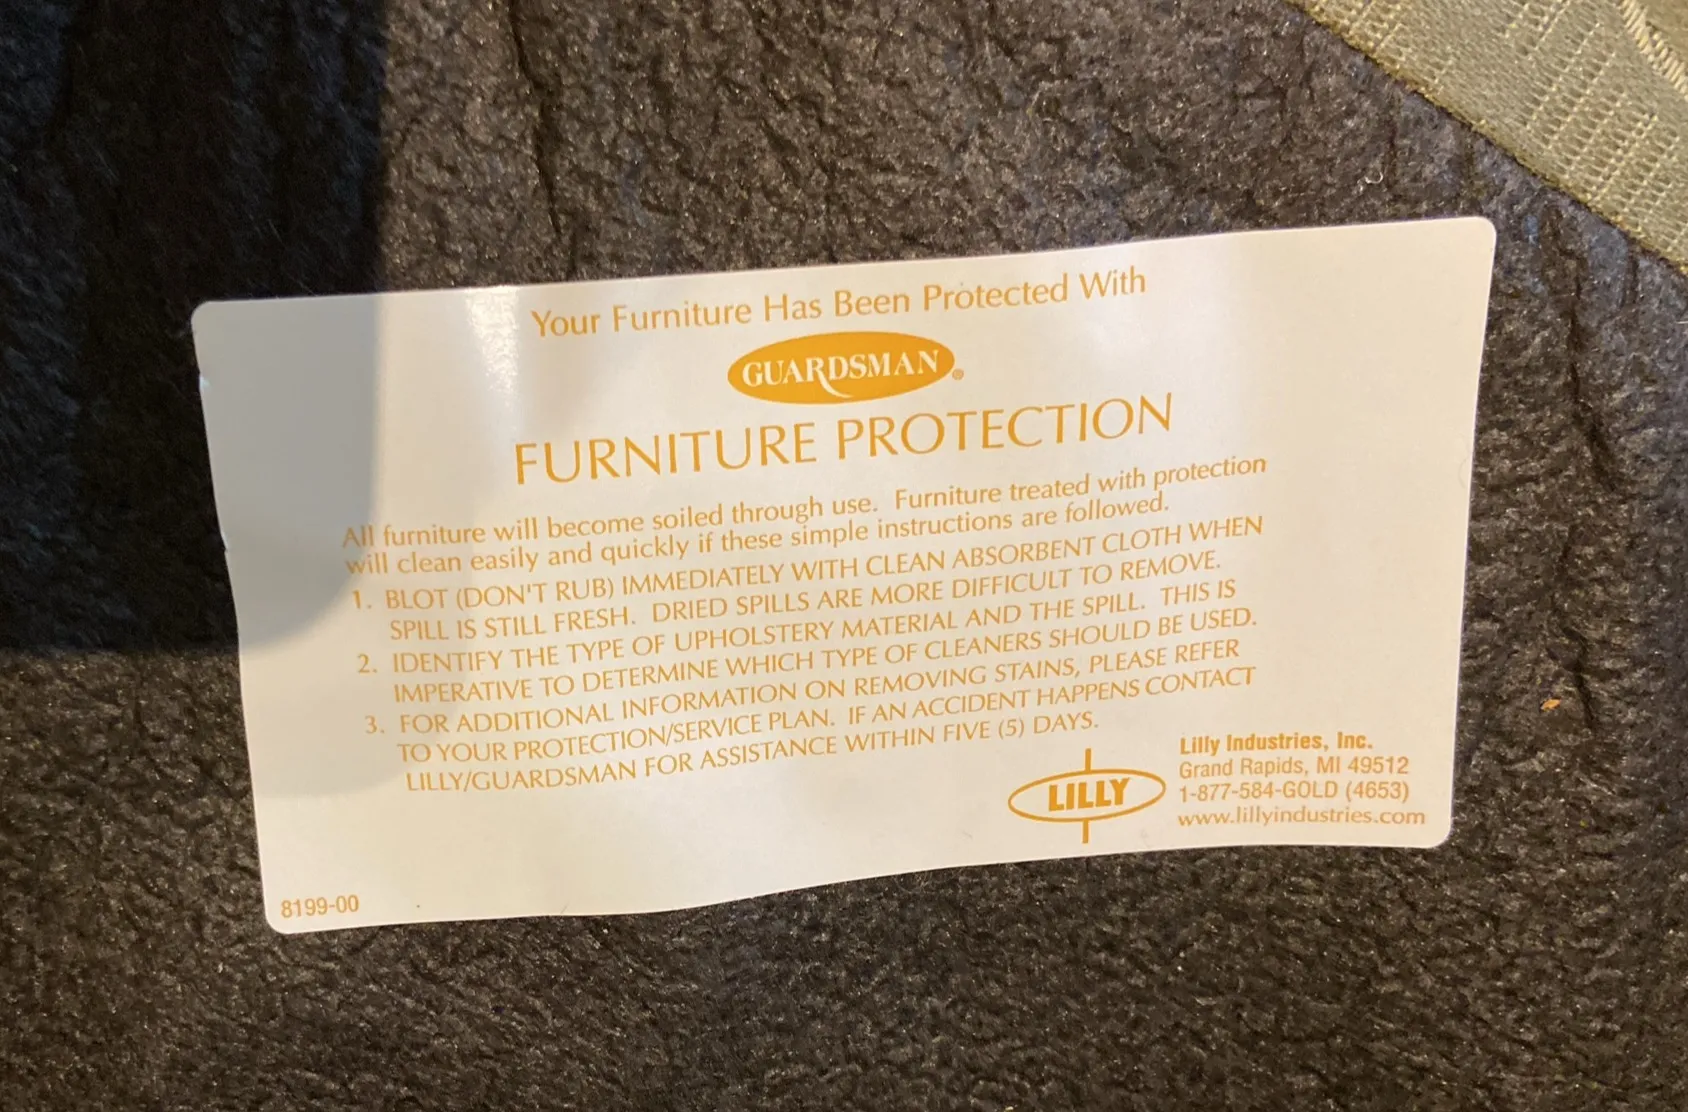 Your Furniture Has Been Protected With
GUARDSMAN®
FURNITURE PROTECTION
All furniture will become soiled through use. Furniture treated with protection
will clean easily and quickly if these simple instructions are followed.
1. BLOT (DON'T RUB) IMMEDIATELY WITH CLEAN ABSORBENT CLOTH WHEN
SPILL IS STILL FRESH. DRIED SPILLS ARE MORE DIFFICULT TO REMOVE.
2. IDENTIFY THE TYPE OF UPHOLSTERY MATERIAL AND THE SPILL. THIS IS
IMPERATIVE TO DETERMINE WHICH TYPE OF CLEANERS SHOULD BE USED.
3. FOR ADDITIONAL INFORMATION ON REMOVING STAINS, PLEASE REFER
TO YOUR PROTECTION/SERVICE PLAN. IF AN ACCIDENT HAPPENS CONTACT
LILLY/GUARDSMAN FOR ASSISTANCE WITHIN FIVE (5) DAYS.
LILLY
Lilly Industries, Inc.
Grand Rapids, MI 49512
1-877-584-GOLD (4653)
www.lillyindustries.com
8199-00